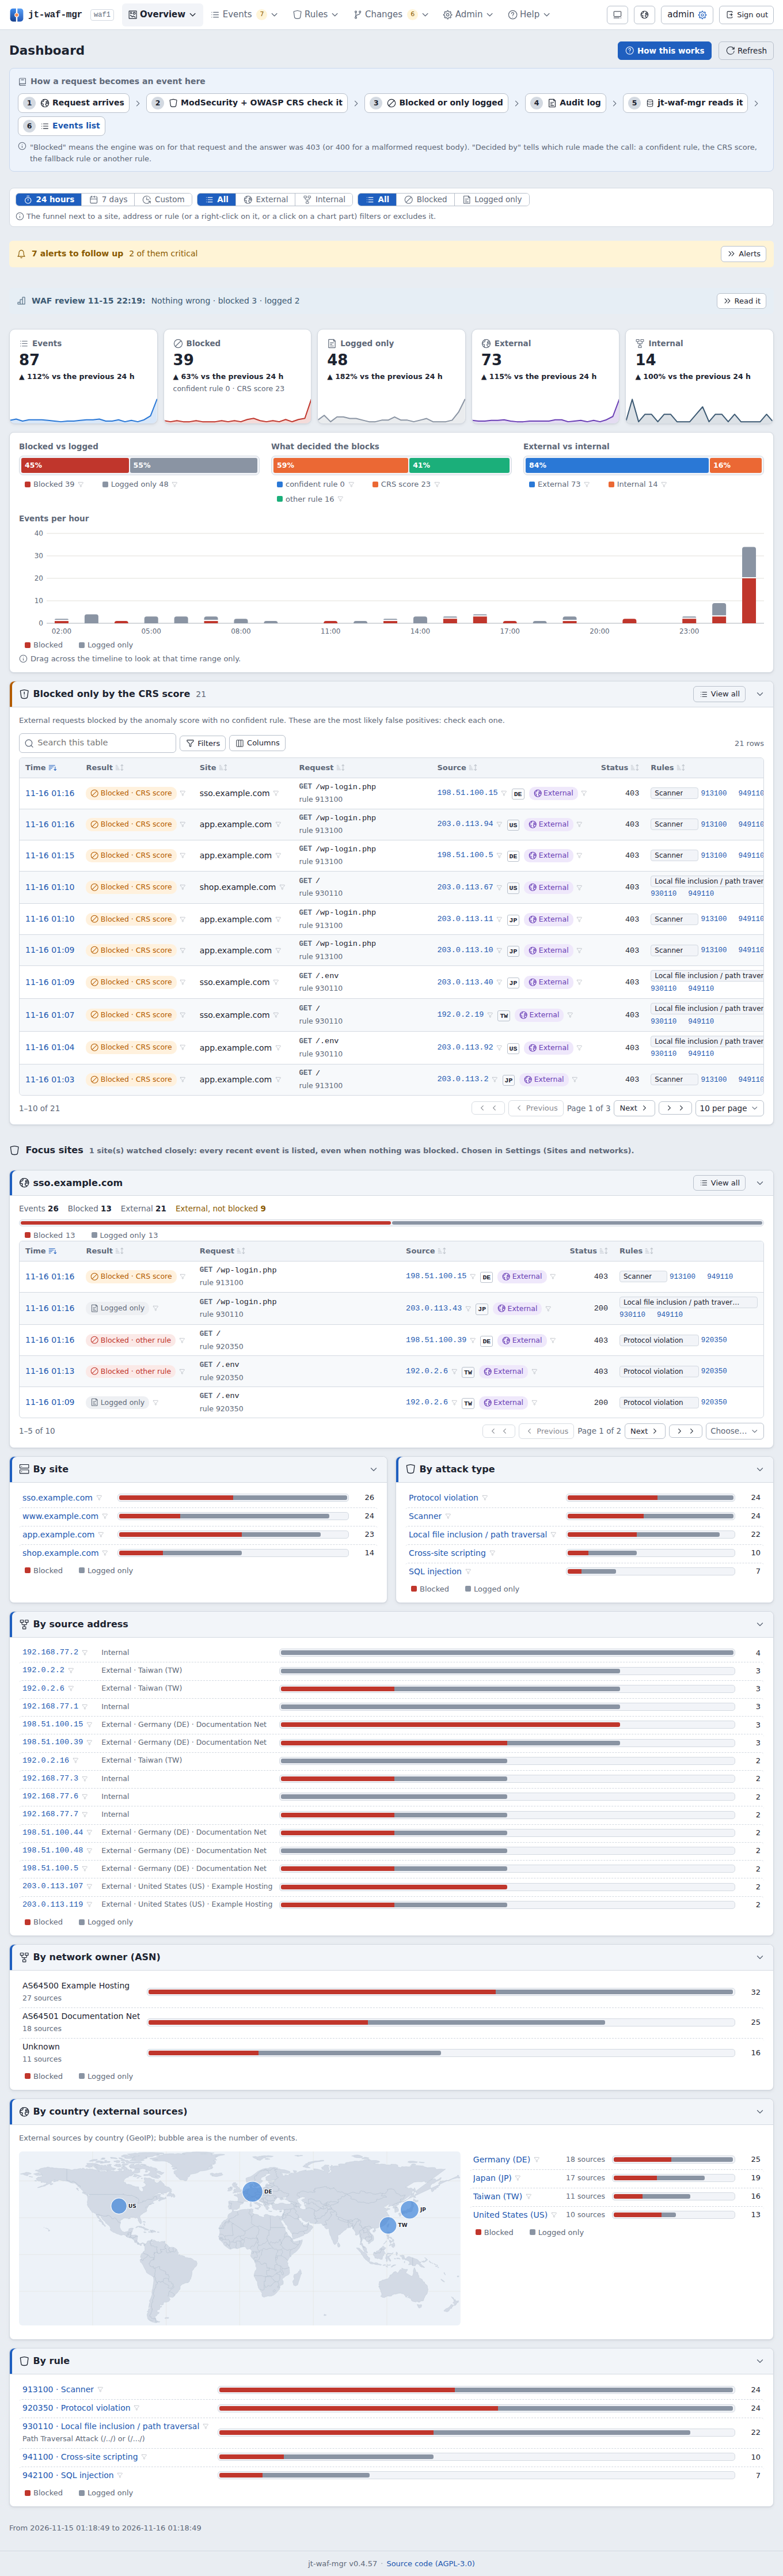 jt-waf-mgr waf1 Overview Events 7 Rules Changes 6 Admin Help admin Sign out
Dashboard How this works Refresh
How a request becomes an event here
1 Request arrives 2 ModSecurity + OWASP CRS check it 3 Blocked or only logged 4 Audit log 5 jt-waf-mgr reads it
6 Events list
"Blocked" means the engine was on for that request and the answer was 403 (or 400 for a malformed request body). "Decided by" tells which rule made the call: a confident rule, the CRS score,
the fallback rule or another rule.
24 hours 7 days Custom All External Internal All Blocked Logged only
The funnel next to a site, address or rule (or a right-click on it, or a click on a chart part) filters or excludes it.
7 alerts to follow up 2 of them critical Alerts
WAF review 11-15 22:19: Nothing wrong · blocked 3 · logged 2 Read it
Events Blocked Logged only External Internal
87 39 48 73 14
▲ 112% vs the previous 24 h ▲ 63% vs the previous 24 h ▲ 182% vs the previous 24 h ▲ 115% vs the previous 24 h ▲ 100% vs the previous 24 h
confident rule 0 · CRS score 23
Blocked vs logged What decided the blocks External vs internal
45% 55% 59% 41% 84% 16%
Blocked 39 Logged only 48 confident rule 0 CRS score 23 External 73 Internal 14
other rule 16
Events per hour
40
30
20
10
0
02:00 05:00 08:00 11:00 14:00 17:00 20:00 23:00
Blocked Logged only
Drag across the timeline to look at that time range only.
Blocked only by the CRS score 21 View all
External requests blocked by the anomaly score with no confident rule. These are the most likely false positives: check each one.
Search this table Filters Columns 21 rows
Time Result Site Request Source Status Rules
11-16 01:16 Blocked · CRS score sso.example.com GET /wp-login.php rule 913100 198.51.100.15 DE External 403 Scanner 913100 949110
11-16 01:16 Blocked · CRS score app.example.com GET /wp-login.php rule 913100 203.0.113.94 US External 403 Scanner 913100 949110
11-16 01:15 Blocked · CRS score app.example.com GET /wp-login.php rule 913100 198.51.100.5 DE External 403 Scanner 913100 949110
11-16 01:10 Blocked · CRS score shop.example.com GET / rule 930110 203.0.113.67 US External 403 Local file inclusion / path traver 930110 949110
11-16 01:10 Blocked · CRS score app.example.com GET /wp-login.php rule 913100 203.0.113.11 JP External 403 Scanner 913100 949110
11-16 01:09 Blocked · CRS score app.example.com GET /wp-login.php rule 913100 203.0.113.10 JP External 403 Scanner 913100 949110
11-16 01:09 Blocked · CRS score sso.example.com GET /.env rule 930110 203.0.113.40 JP External 403 Local file inclusion / path traver 930110 949110
11-16 01:07 Blocked · CRS score sso.example.com GET / rule 930110 192.0.2.19 TW External 403 Local file inclusion / path traver 930110 949110
11-16 01:04 Blocked · CRS score app.example.com GET /.env rule 930110 203.0.113.92 US External 403 Local file inclusion / path traver 930110 949110
11-16 01:03 Blocked · CRS score app.example.com GET / rule 913100 203.0.113.2 JP External 403 Scanner 913100 949110
1–10 of 21 Previous Page 1 of 3 Next 10 per page
Focus sites 1 site(s) watched closely: every recent event is listed, even when nothing was blocked. Chosen in Settings (Sites and networks).
sso.example.com View all
Events 26 Blocked 13 External 21 External, not blocked 9
Blocked 13 Logged only 13
Time Result Request Source Status Rules
11-16 01:16 Blocked · CRS score GET /wp-login.php rule 913100 198.51.100.15 DE External 403 Scanner 913100 949110
11-16 01:16 Logged only GET /wp-login.php rule 930110 203.0.113.43 JP External 200 Local file inclusion / path traver… 930110 949110
11-16 01:16 Blocked · other rule GET / rule 920350 198.51.100.39 DE External 403 Protocol violation 920350
11-16 01:13 Blocked · other rule GET /.env rule 920350 192.0.2.6 TW External 403 Protocol violation 920350
11-16 01:09 Logged only GET /.env rule 920350 192.0.2.6 TW External 200 Protocol violation 920350
1–5 of 10 Previous Page 1 of 2 Next Choose…
By site
sso.example.com 26
www.example.com 24
app.example.com 23
shop.example.com 14
Blocked Logged only
By attack type
Protocol violation 24
Scanner 24
Local file inclusion / path traversal 22
Cross-site scripting 10
SQL injection 7
Blocked Logged only
By source address
192.168.77.2 Internal 4
192.0.2.2 External · Taiwan (TW) 3
192.0.2.6 External · Taiwan (TW) 3
192.168.77.1 Internal 3
198.51.100.15 External · Germany (DE) · Documentation Net 3
198.51.100.39 External · Germany (DE) · Documentation Net 3
192.0.2.16 External · Taiwan (TW) 2
192.168.77.3 Internal 2
192.168.77.6 Internal 2
192.168.77.7 Internal 2
198.51.100.44 External · Germany (DE) · Documentation Net 2
198.51.100.48 External · Germany (DE) · Documentation Net 2
198.51.100.5 External · Germany (DE) · Documentation Net 2
203.0.113.107 External · United States (US) · Example Hosting 2
203.0.113.119 External · United States (US) · Example Hosting 2
Blocked Logged only
By network owner (ASN)
AS64500 Example Hosting 32
27 sources
AS64501 Documentation Net 25
18 sources
Unknown 16
11 sources
Blocked Logged only
By country (external sources)
External sources by country (GeoIP); bubble area is the number of events.
US DE JP TW
Germany (DE) 18 sources 25
Japan (JP) 17 sources 19
Taiwan (TW) 11 sources 16
United States (US) 10 sources 13
Blocked Logged only
By rule
913100 · Scanner 24
920350 · Protocol violation 24
930110 · Local file inclusion / path traversal 22
Path Traversal Attack (/../) or (/.../)
941100 · Cross-site scripting 10
942100 · SQL injection 7
Blocked Logged only
From 2026-11-15 01:18:49 to 2026-11-16 01:18:49
jt-waf-mgr v0.4.57 · Source code (AGPL-3.0)